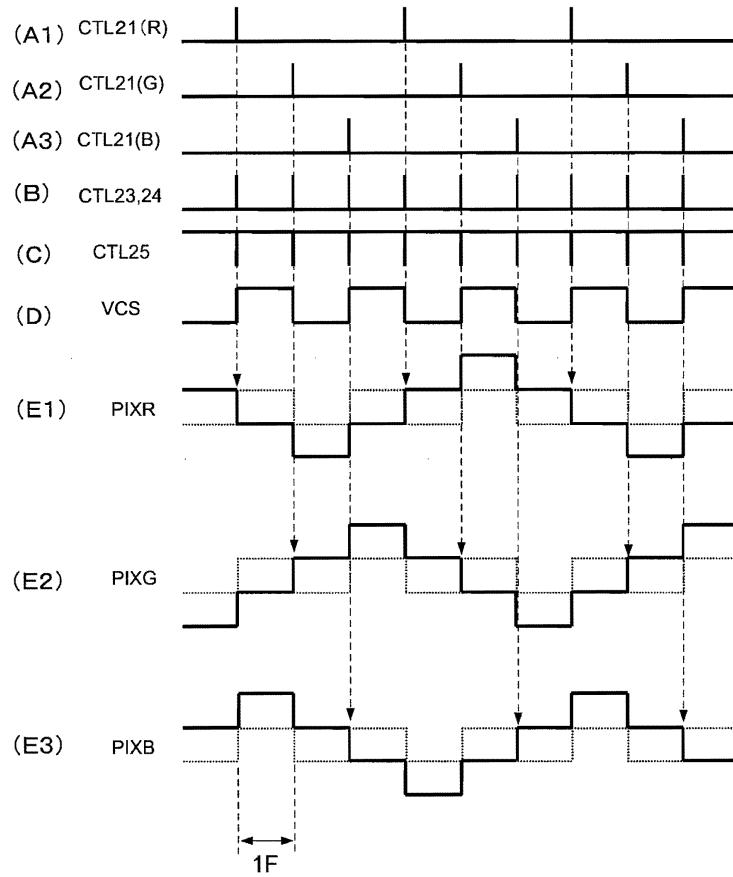 (A1) CTL21(R)
(A2) CTL21(G)
(A3) CTL21(B)
(B) CTL23,24
(C) CTL25
(D) VCS
(E1) PIXR
(E2) PIXG
(E3) PIXB
1F